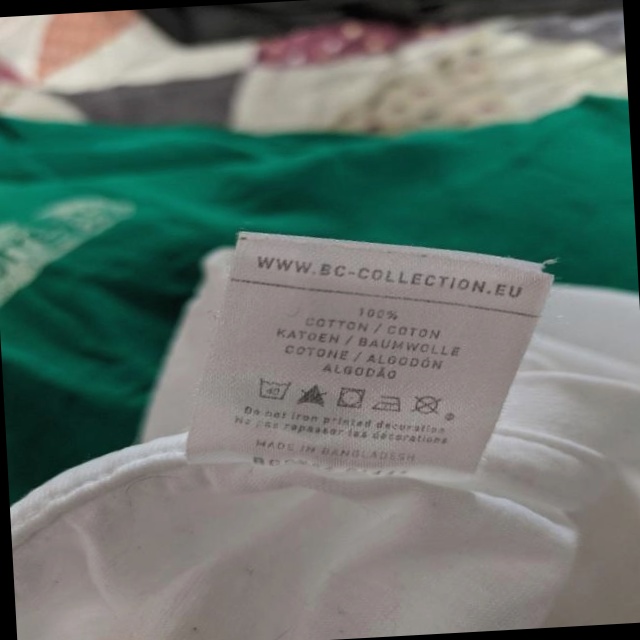 WWW.BC-COLLECTION.EU
100%
COTTON / COTON
KATOEN / BAUMWOLLE
COTONE / ALGODÓN
ALGODÃO
Do not iron printed decoration
Ne pas repasser les décorations
MADE IN BANGLADESH